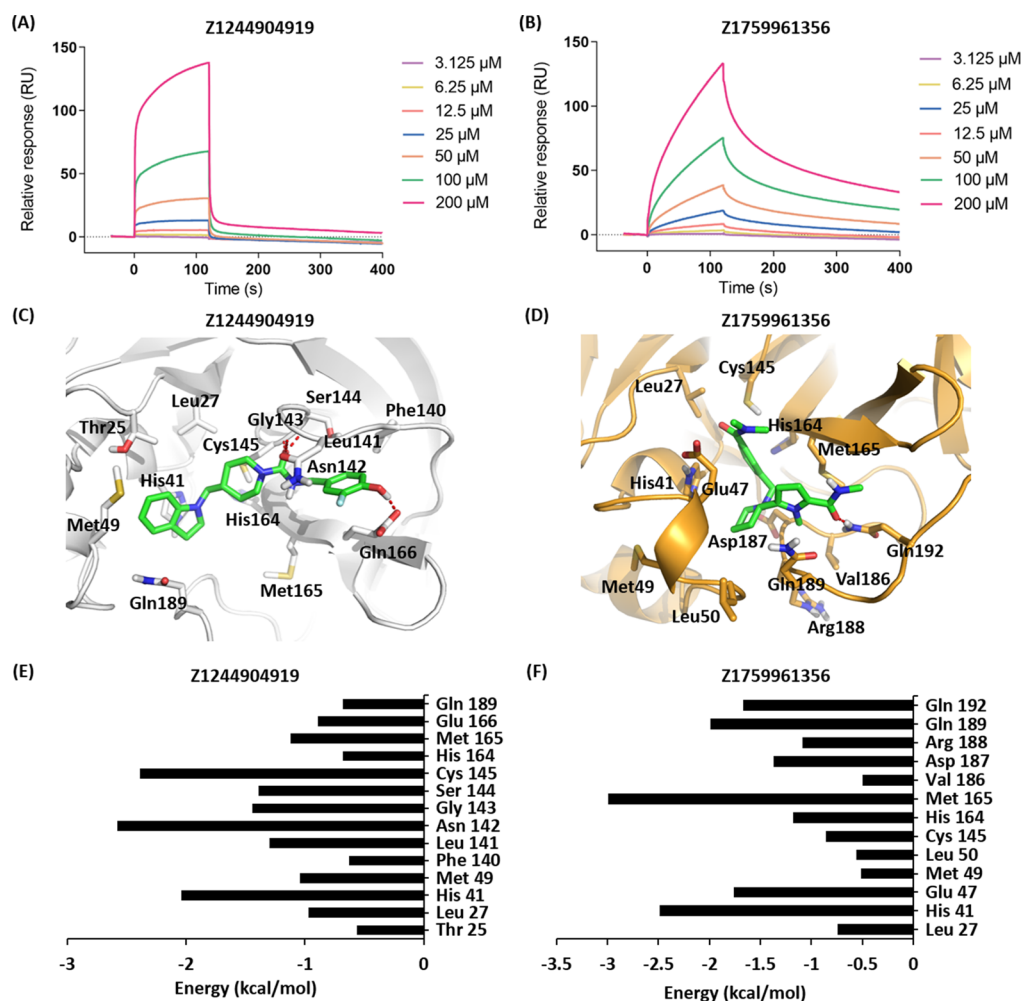 (A)
Z1244904919
Relative response (RU)
150
100
50
0
0
100
200
300
400
Time (s)
3.125 µM
6.25 µM
12.5 µM
25 µM
50 µM
100 µM
200 µM
(B)
Z1759961356
Relative response (RU)
150
100
50
0
0
100
200
300
400
Time (s)
3.125 µM
6.25 µM
25 µM
12.5 µM
50 µM
100 µM
200 µM
(C)
Z1244904919
Leu27
Ser144
Thr25
Gly143
Phe140
Cys145
Leu141
His41
Asn142
Met49
His164
Gln166
Gln189
Met165
(D)
Z1759961356
Cys145
Leu27
His164
Met165
His41
Glu47
Asp187
Gln192
Met49
Gln189
Val186
Leu50
Arg188
(E)
Z1244904919
Gln 189
Glu 166
Met 165
His 164
Cys 145
Ser 144
Gly 143
Asn 142
Leu 141
Phe 140
Met 49
His 41
Leu 27
Thr 25
-3
-2
-1
0
Energy (kcal/mol)
(F)
Z1759961356
Gln 192
Gln 189
Arg 188
Asp 187
Val 186
Met 165
His 164
Cys 145
Leu 50
Met 49
Glu 47
His 41
Leu 27
-3.5
-3
-2.5
-2
-1.5
-1
-0.5
0
Energy (kcal/mol)